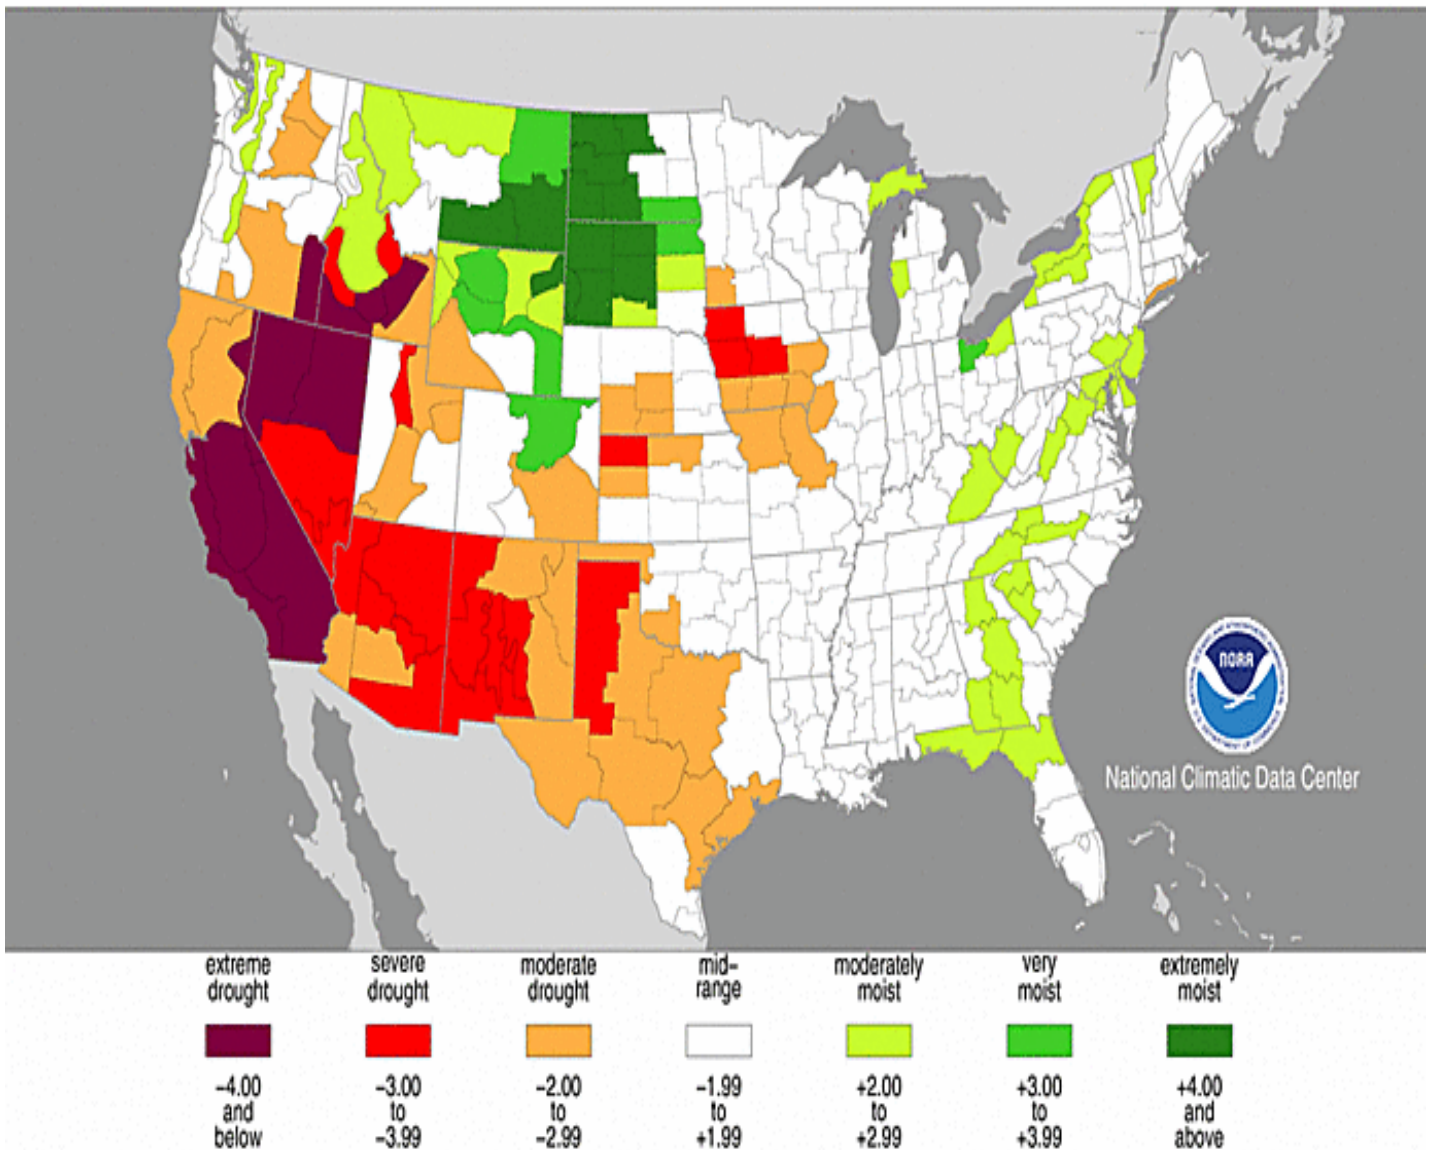 NOAA
National Climatic Data Center
extreme drought
severe drought
moderate drought
mid-range
moderately moist
very moist
extremely moist
−4.00 and below
−3.00 to −3.99
−2.00 to −2.99
−1.99 to +1.99
+2.00 to +2.99
+3.00 to +3.99
+4.00 and above